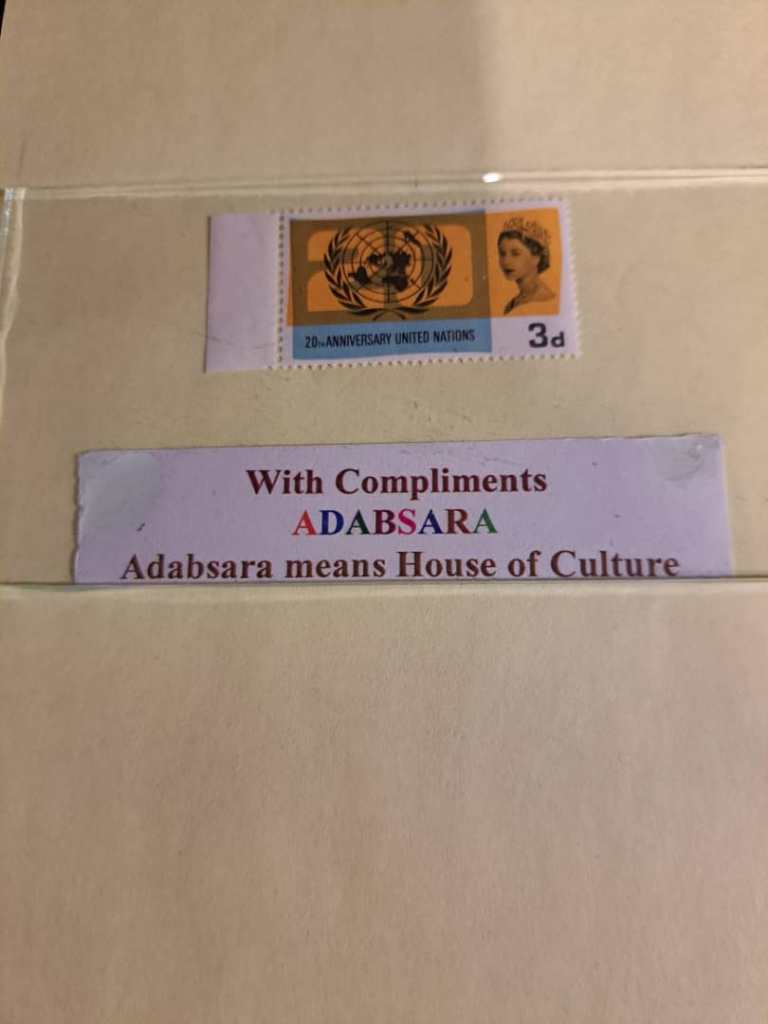 20TH ANNIVERSARY UNITED NATIONS
3d
With Compliments
ADABSARA
Adabsara means House of Culture